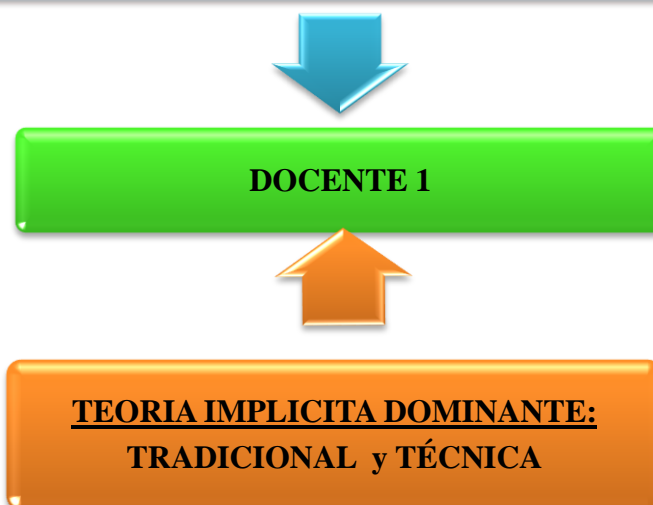 DOCENTE 1
TEORIA IMPLICITA DOMINANTE:
TRADICIONAL y TÉCNICA